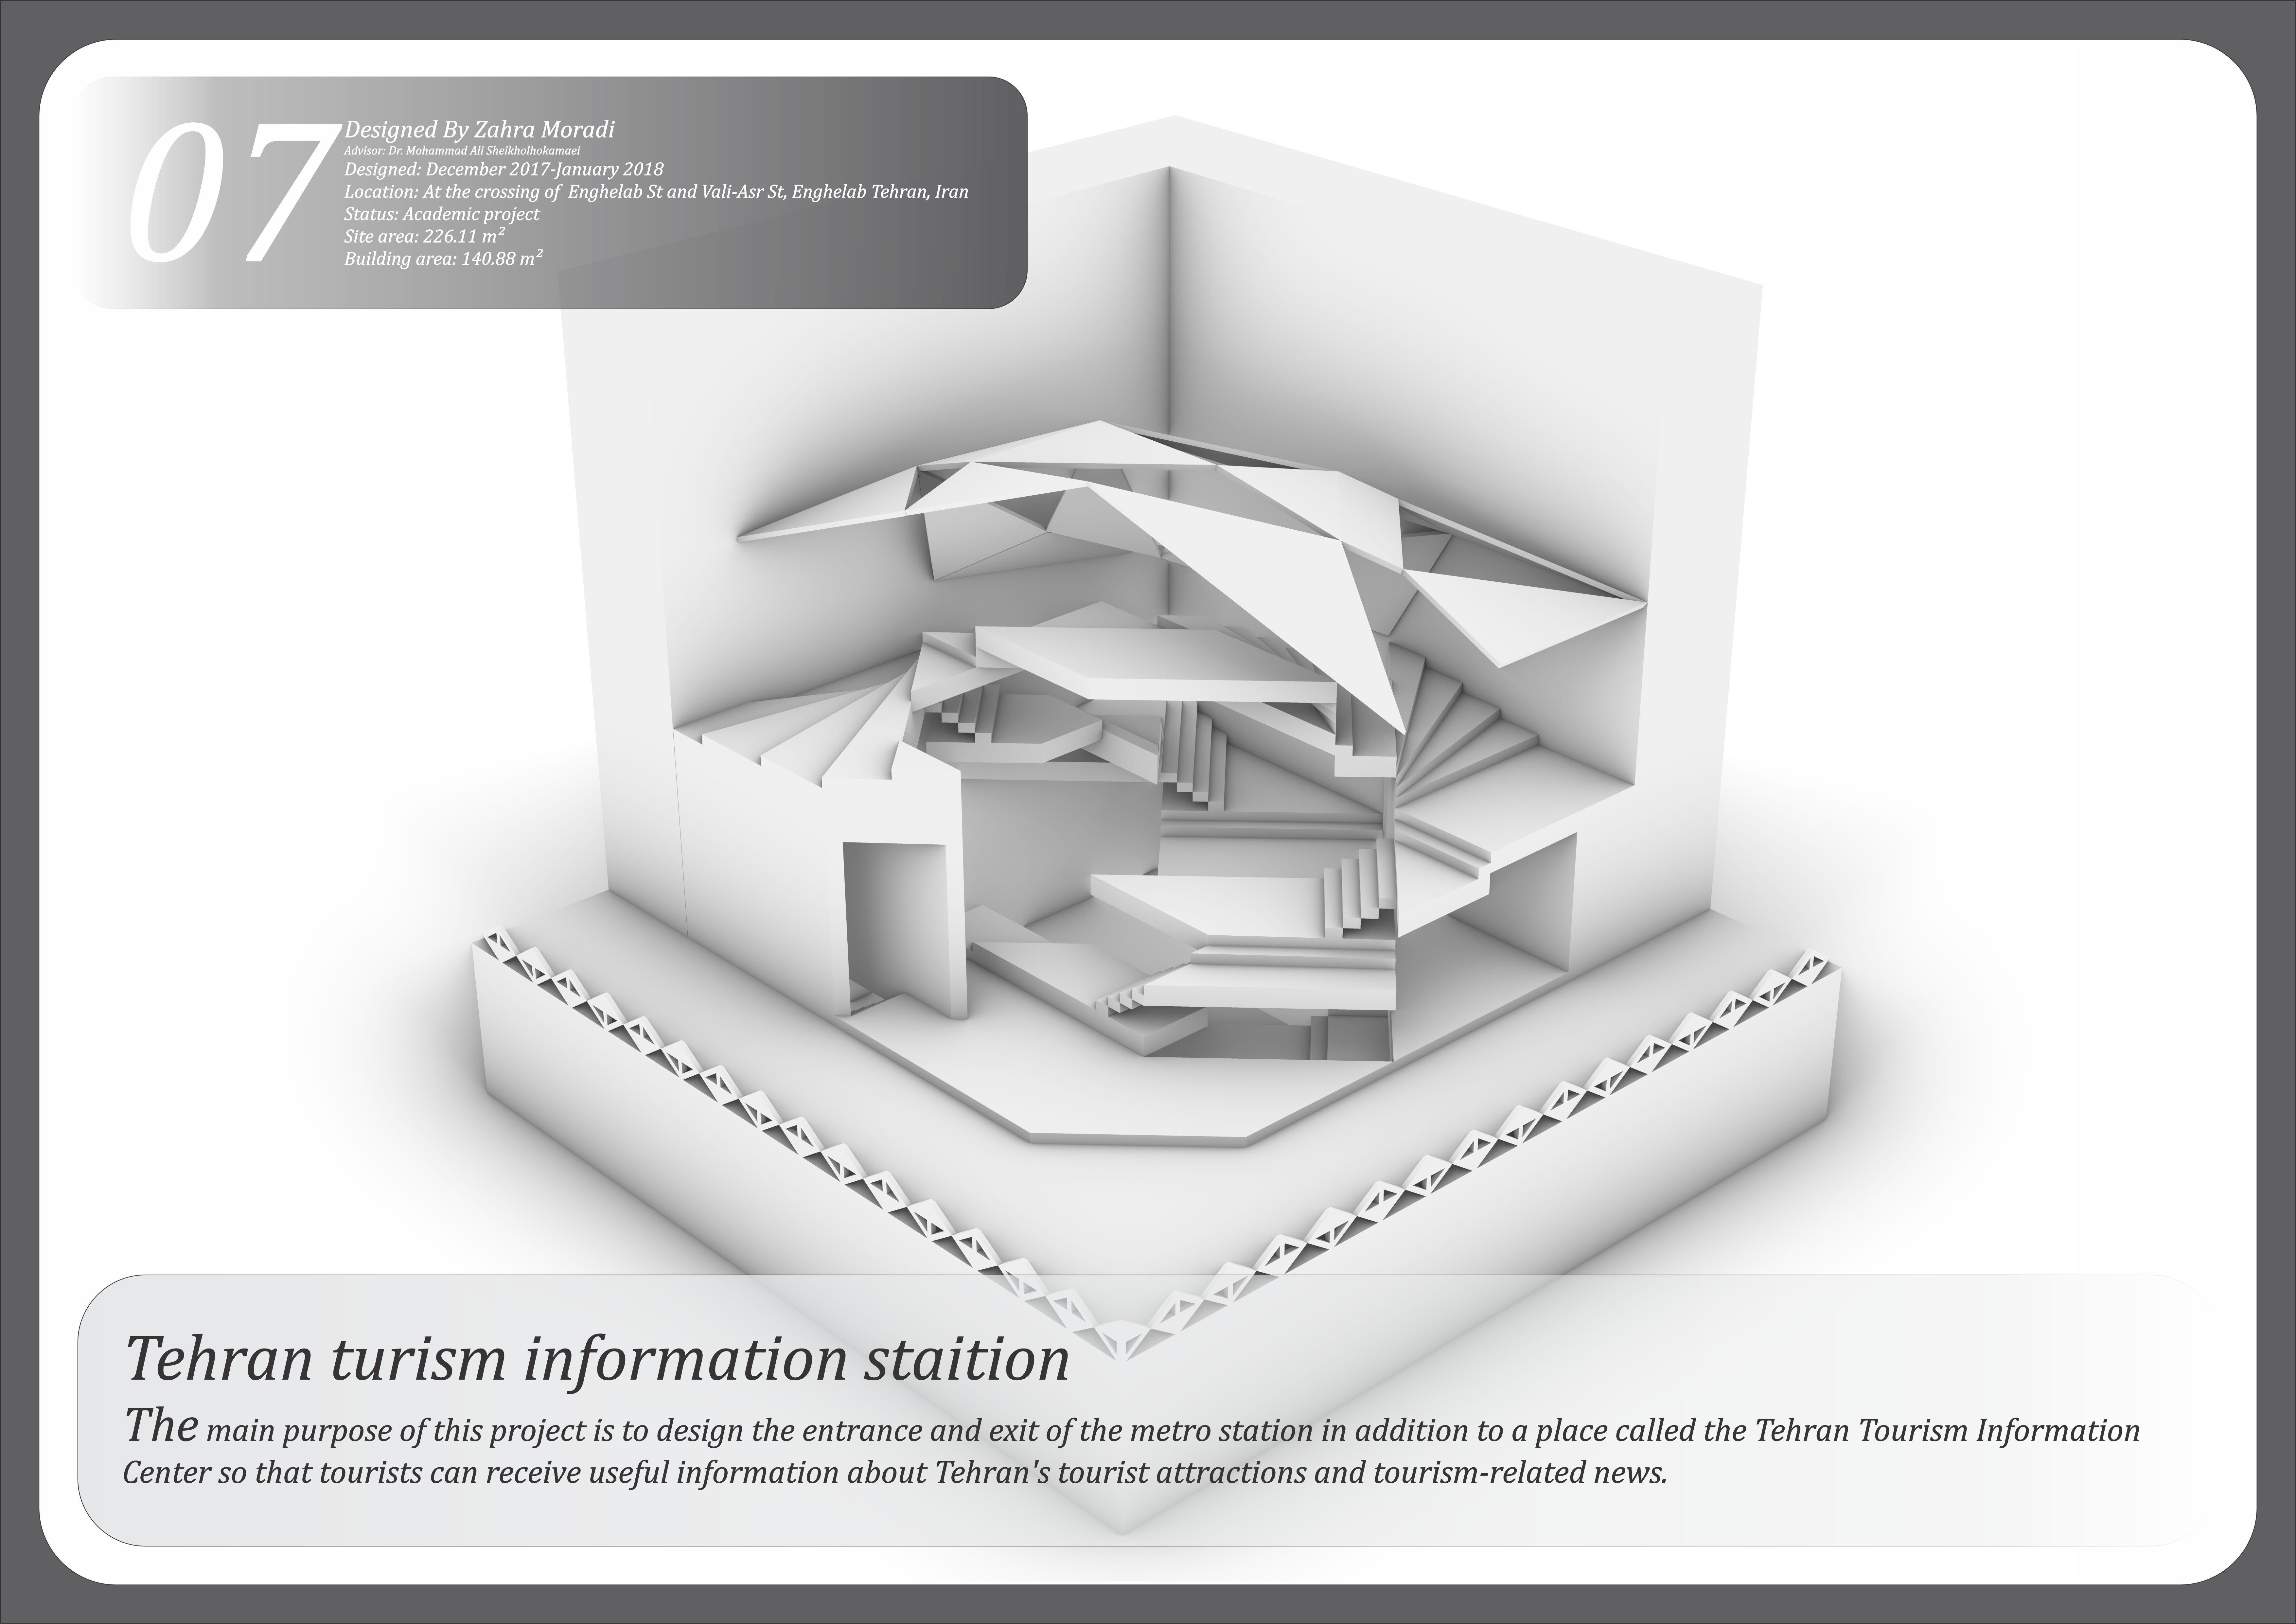 07
Designed By Zahra Moradi
Advisor: Dr. Mohammad Ali Sheikholhokamaei
Designed: December 2017-January 2018
Location: At the crossing of Enghelab St and Vali-Asr St, Enghelab Tehran, Iran
Status: Academic project
Site area: 226.11 m²
Building area: 140.88 m²
Tehran turism information staition
The main purpose of this project is to design the entrance and exit of the metro station in addition to a place called the Tehran Tourism Information
Center so that tourists can receive useful information about Tehran's tourist attractions and tourism-related news.